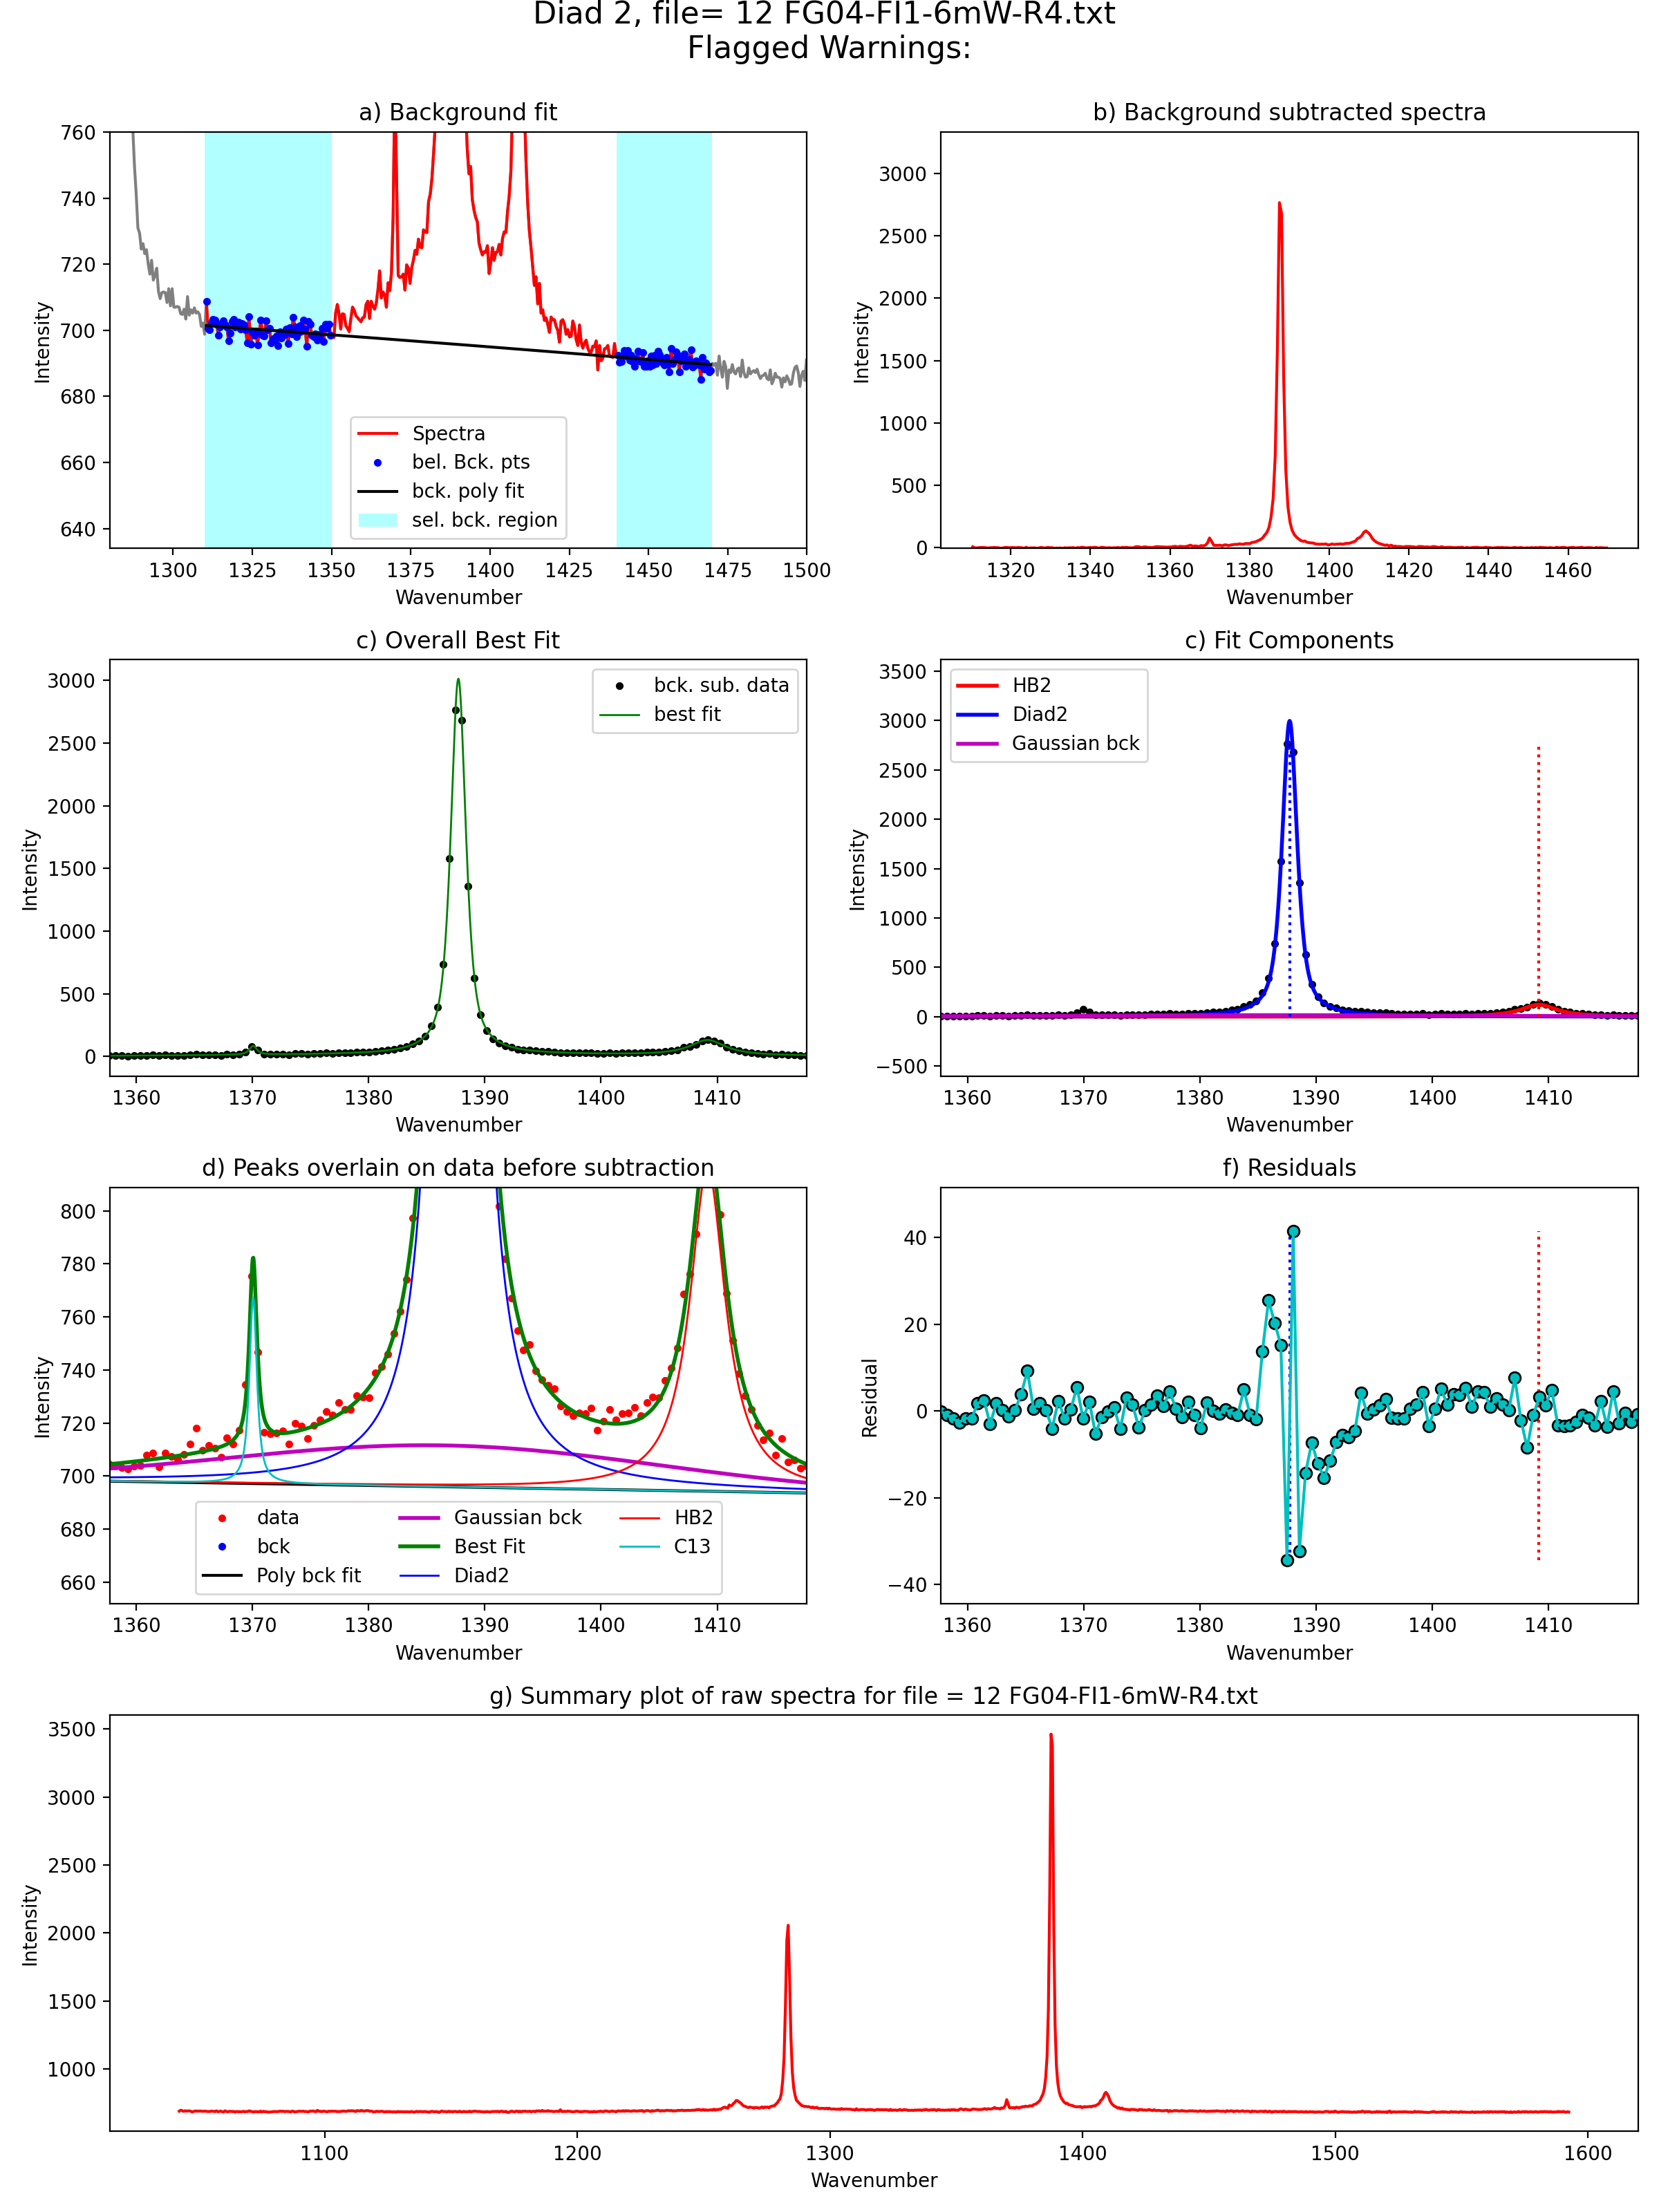 Diad 2, file= 12 FG04-FI1-6mW-R4.txt
Flagged Warnings:
a) Background fit
760
740
720
700
680
660
640
Intensity
Spectra
bel. Bck. pts
bck. poly fit
sel. bck. region
1300 1325 1350 1375 1400 1425 1450 1475 1500
Wavenumber
b) Background subtracted spectra
3000
2500
2000
1500
1000
500
0
Intensity
1320 1340 1360 1380 1400 1420 1440 1460
Wavenumber
c) Overall Best Fit
3000
2500
2000
1500
1000
500
0
Intensity
bck. sub. data
best fit
1360 1370 1380 1390 1400 1410
Wavenumber
c) Fit Components
3500
3000
2500
2000
1500
1000
500
0
−500
Intensity
HB2
Diad2
Gaussian bck
1360 1370 1380 1390 1400 1410
Wavenumber
d) Peaks overlain on data before subtraction
800
780
760
740
720
700
680
660
Intensity
data
bck
Poly bck fit
Gaussian bck
Best Fit
Diad2
HB2
C13
1360 1370 1380 1390 1400 1410
Wavenumber
f) Residuals
40
20
0
−20
−40
Residual
1360 1370 1380 1390 1400 1410
Wavenumber
g) Summary plot of raw spectra for file = 12 FG04-FI1-6mW-R4.txt
3500
3000
2500
2000
1500
1000
Intensity
1100 1200 1300 1400 1500 1600
Wavenumber